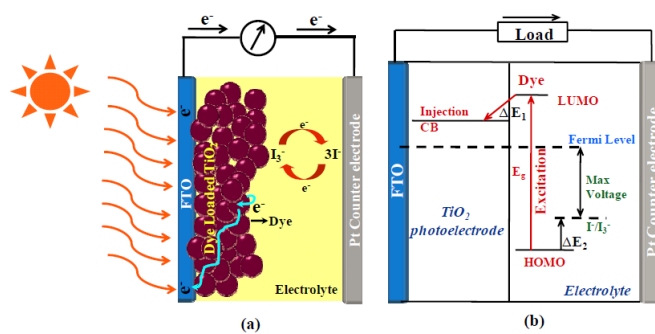 e⁻
e⁻
e⁻
FTO
Dye Loaded TiO₂
e⁻
I₃⁻
3I⁻
e⁻
e⁻
Dye
e⁻
Electrolyte
Pt Counter electrode
(a)
Load
FTO
Dye
LUMO
Injection
CB
ΔE₁
Fermi Level
E_g
Excitation
Max
Voltage
TiO₂
photoelectrode
I⁻/I₃⁻
ΔE₂
HOMO
Electrolyte
Pt Counter electrode
(b)